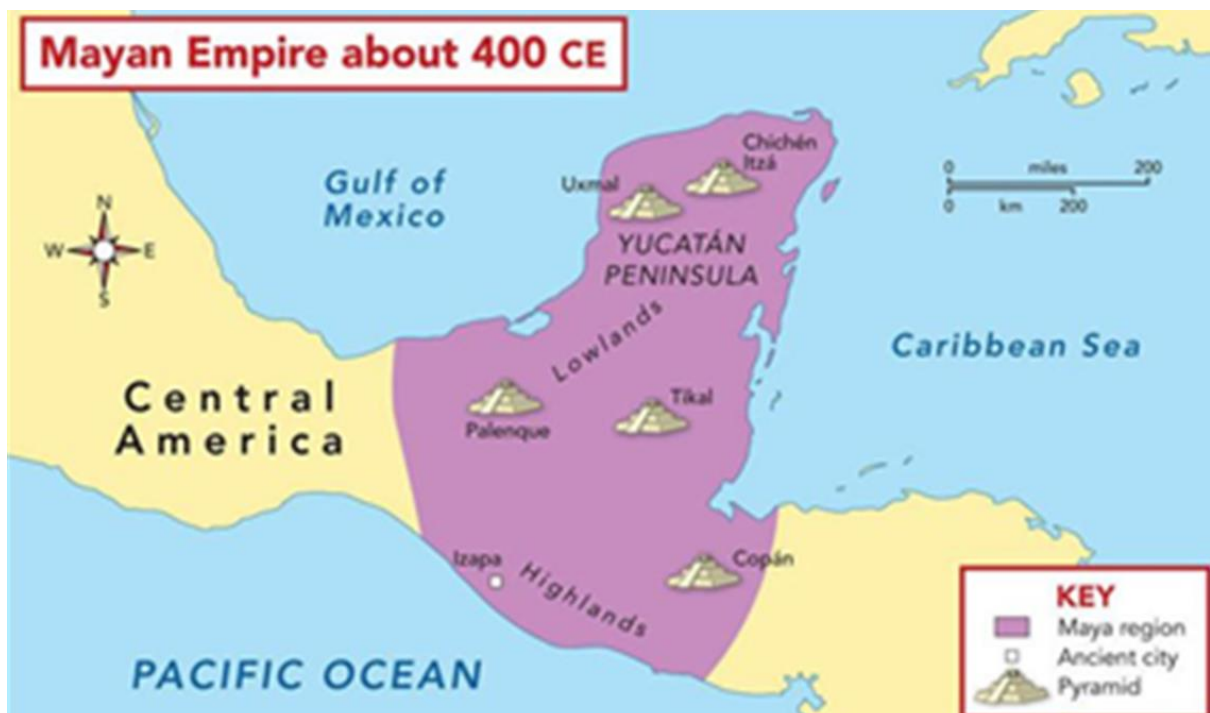 Mayan Empire about 400 CE
Gulf of
Mexico
N
W
E
S
Uxmal
Chichén
Itzá
0 miles 200
0 km 200
YUCATÁN
PENINSULA
Lowlands
Caribbean Sea
Central
America
Palenque
Tikal
Izapa
Highlands
Copán
PACIFIC OCEAN
KEY
Maya region
Ancient city
Pyramid